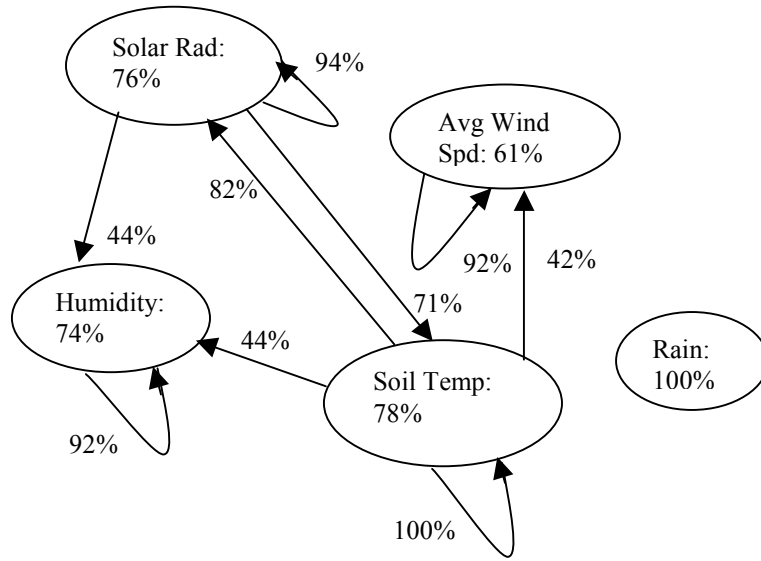 Solar Rad:
76%
94%
Avg Wind
Spd: 61%
82%
44%
92%
42%
Humidity:
74%
71%
44%
Rain:
100%
Soil Temp:
78%
92%
100%